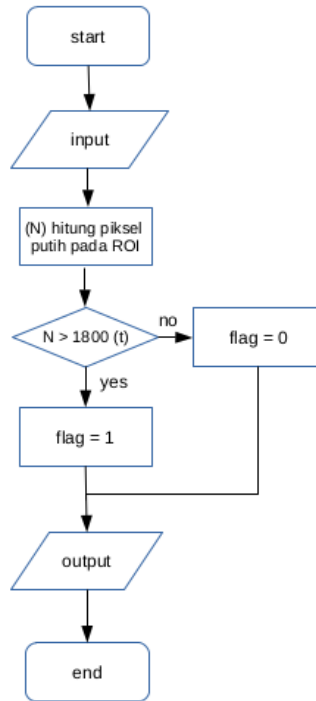 start
input
(N) hitung piksel
putih pada ROI
N > 1800 (t)
no
flag = 0
yes
flag = 1
output
end